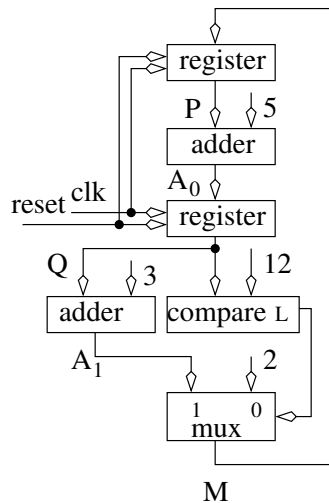 register
P 5
adder
A0
reset clk
register
Q 3 12
adder
compare L
A1 2
1 0
mux
M